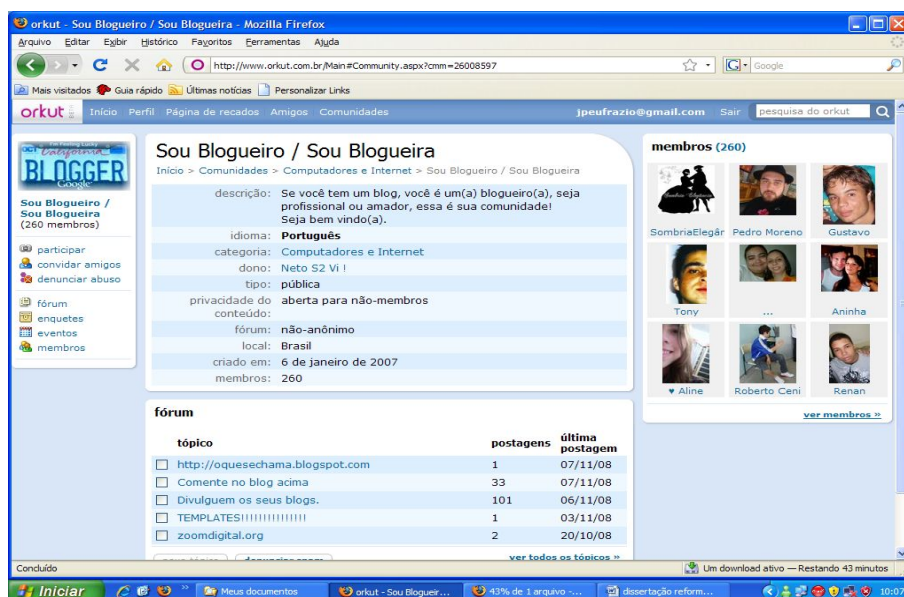 orkut - Sou Blogueiro / Sou Blogueira - Mozilla Firefox
Arquivo Editar Exibir Histórico Favoritos Ferramentas Ajuda
http://www.orkut.com.br/Main#Community.aspx?cmm=26008597
Google
Mais visitados Guia rápido Últimas notícias Personalizar Links
orkut Início Perfil Página de recados Amigos Comunidades jpeufrazio@gmail.com Sair pesquisa do orkut
OCT California
BLOGGER
Google
Sou Blogueiro /
Sou Blogueira
(260 membros)
participar
convidar amigos
denunciar abuso
fórum
enquetes
eventos
membros
Sou Blogueiro / Sou Blogueira
Início > Comunidades > Computadores e Internet > Sou Blogueiro / Sou Blogueira
descrição: Se você tem um blog, você é um(a) blogueiro(a), seja
profissional ou amador, essa é sua comunidade!
Seja bem vindo(a).
idioma: Português
categoria: Computadores e Internet
dono: Neto S2 Vi !
tipo: pública
privacidade do aberta para não-membros
conteúdo:
fórum: não-anônimo
local: Brasil
criado em: 6 de janeiro de 2007
membros: 260
fórum
tópico postagens última
postagem
http://oquesechama.blogspot.com 1 07/11/08
Comente no blog acima 33 07/11/08
Divulguem os seus blogs. 101 06/11/08
TEMPLATES!!!!!!!!!!!!!!! 1 03/11/08
zoomdigital.org 2 20/10/08
ver todos os tópicos »
membros (260)
SombriaElegâr Pedro Moreno Gustavo
Tony ... Aninha
♥ Aline Roberto Ceni Renan
ver membros »
Concluído Um download ativo — Restando 43 minutos
Iniciar » Meus documentos orkut - Sou Blogueir... 43% de 1 arquivo -... dissertação reform... 10:07